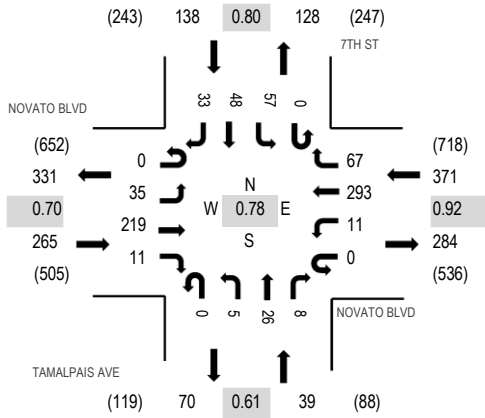 (243) 138 0.80 128 (247)
7TH ST
33 48 57 0
NOVATO BLVD
(652) (718)
0 67
331 371
35 N 293
0.70 W 0.78 E 0.92
219 S 11
265 284
11 0
(505) (536)
0 5 26 8
NOVATO BLVD
TAMALPAIS AVE
(119) 70 0.61 39 (88)